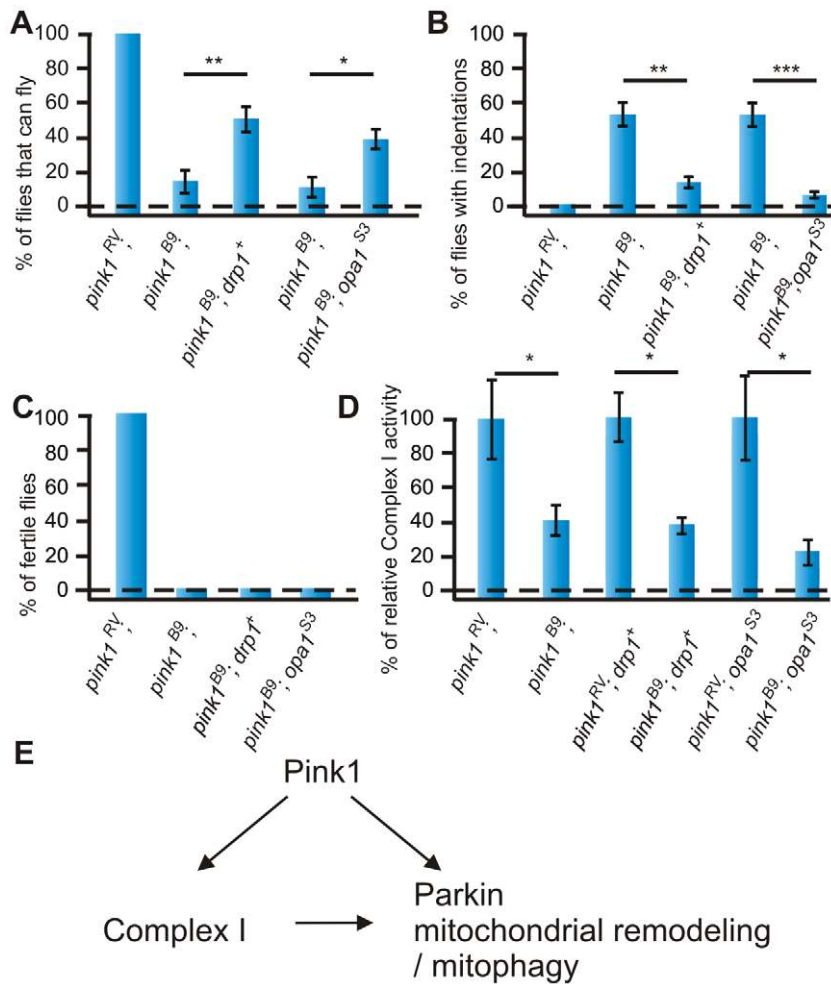 A
% of flies that can fly
100
80
60
40
20
0
**
*
pink1 RV;
pink1 B9;
pink1 B9; drp1 +
pink1 B9;
pink1 B9; opa1 S3
B
% of flies with indentations
100
80
60
40
20
0
**
***
pink1 RV;
pink1 B9;
pink1 B9; drp1 +
pink1 B9;
pink1 B9; opa1 S3
C
% of fertile flies
100
80
60
40
20
0
pink1 RV;
pink1 B9;
pink1 B9; drp1+
pink1 B9; opa1 S3
D
% of relative Complex I activity
100
80
60
40
20
0
*
*
*
pink1 RV;
pink1 B9;
pink1 RV; drp1+
pink1 B9; drp1+
pink1 RV; opa1 S3
pink1 B9; opa1 S3
E
Pink1
Complex I
Parkin
mitochondrial remodeling
/ mitophagy